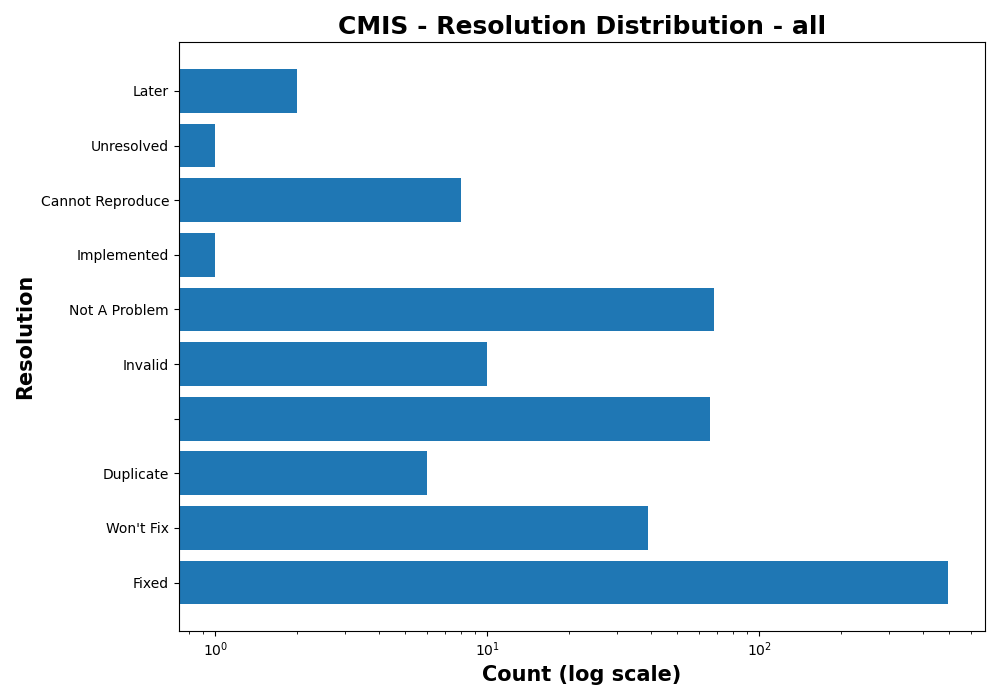 CMIS - Resolution Distribution - all
Later
Unresolved
Cannot Reproduce
Implemented
Not A Problem
Invalid
Duplicate
Won't Fix
Fixed
Resolution
10⁰ 10¹ 10²
Count (log scale)